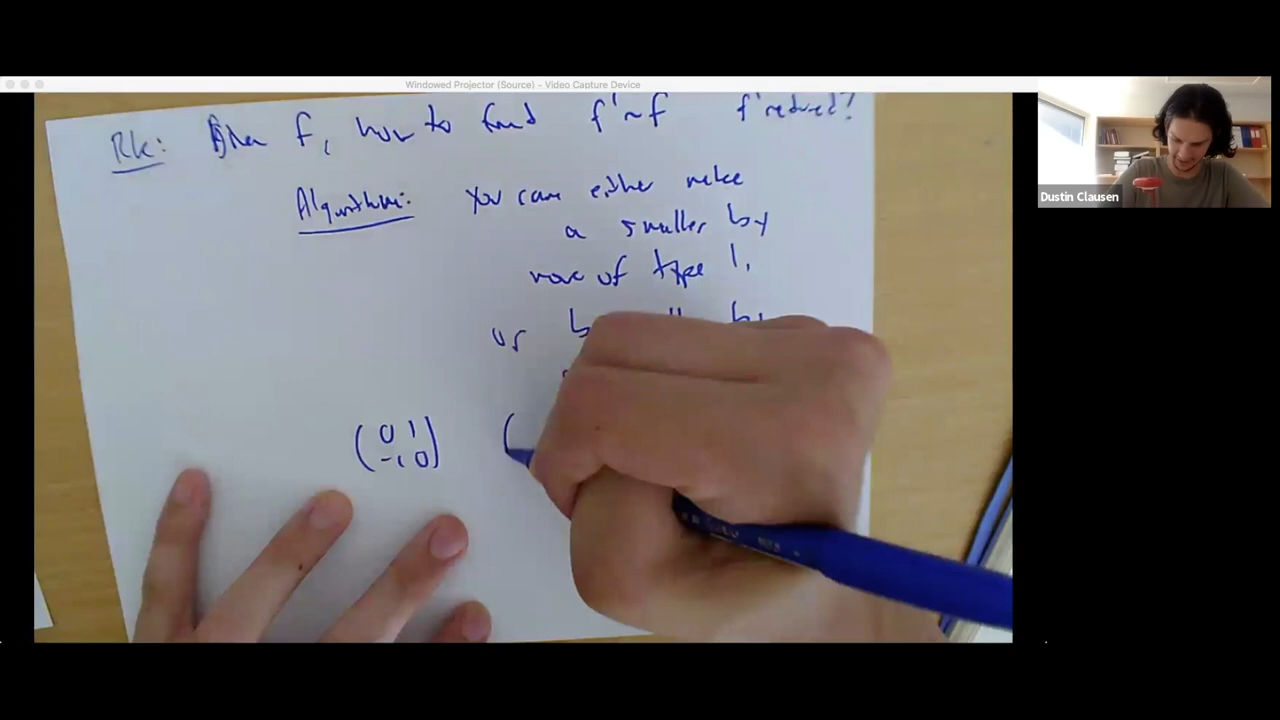 Windowed Projector (Source) - Video Capture Device
Rk: Given f, how to find f'~f f' reduced?
Algorithm: You can either make
a smaller by
move of type 1,
or b
(0 1
-1 0)
(
Dustin Clausen